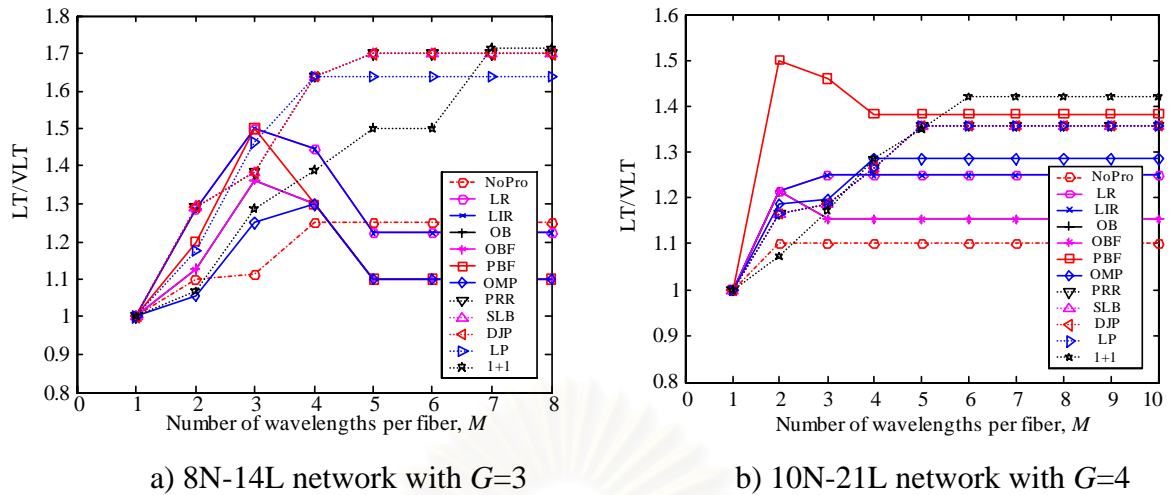 1.8
1.7
1.6
1.5
1.4
1.3
1.2
1.1
1
0.9
0.8
LT/VLT
0 1 2 3 4 5 6 7 8
Number of wavelengths per fiber, M
NoPro
LR
LIR
OB
OBF
PBF
OMP
PRR
SLB
DJP
LP
1+1
a) 8N-14L network with G=3
1.6
1.5
1.4
1.3
1.2
1.1
1
0.9
0.8
LT/VLT
0 1 2 3 4 5 6 7 8 9 10
Number of wavelengths per fiber, M
NoPro
LR
LIR
OB
OBF
PBF
OMP
PRR
SLB
DJP
LP
1+1
b) 10N-21L network with G=4